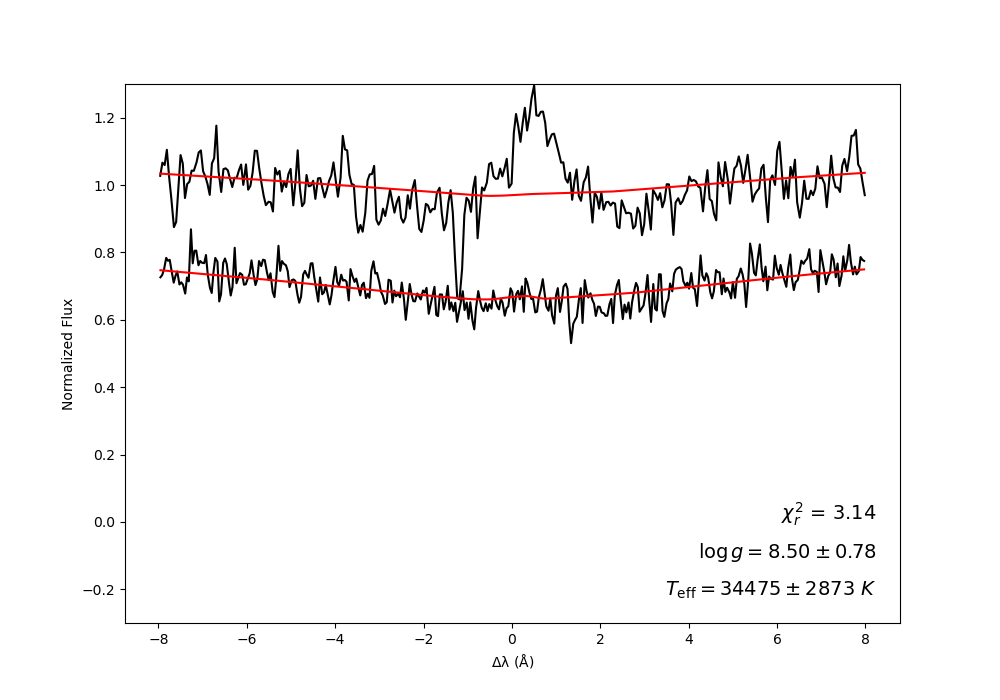 1.2
1.0
0.8
0.6
0.4
0.2
0.0
−0.2
Normalized Flux
χ²ᵣ = 3.14
log g = 8.50 ± 0.78
T_eff = 34475 ± 2873 K
−8 −6 −4 −2 0 2 4 6 8
Δλ (Å)